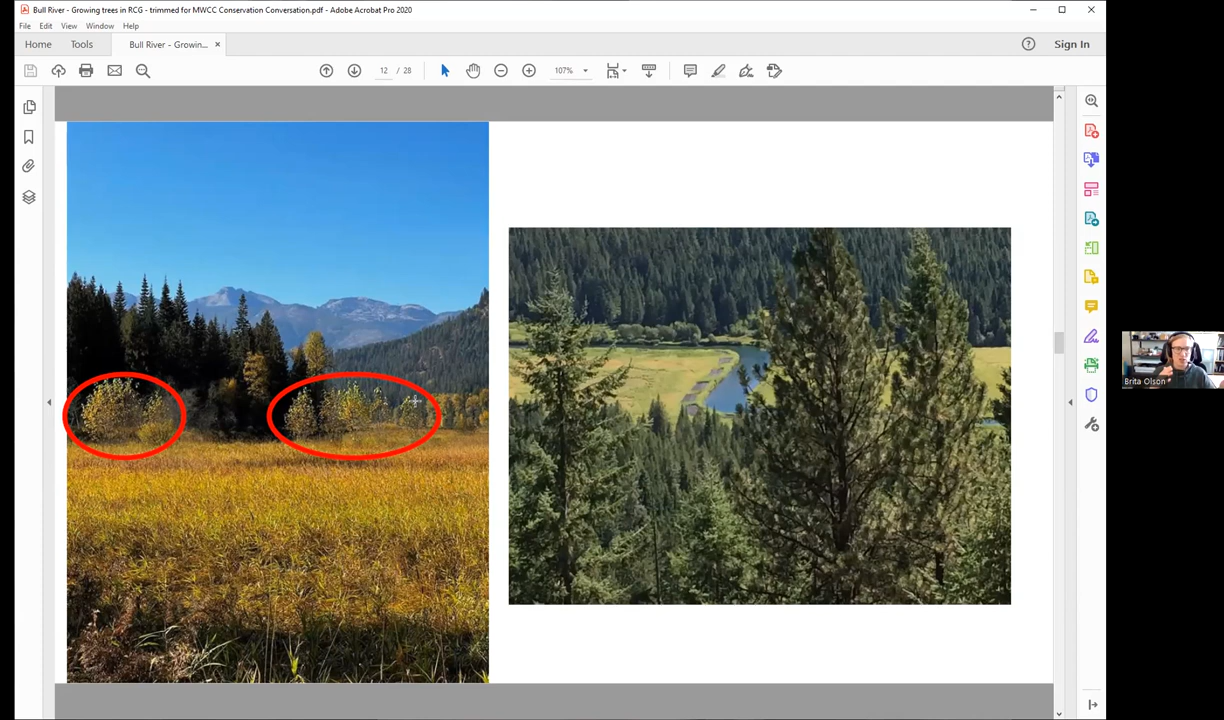 Bull River - Growing trees in RCG - trimmed for MWCC Conservation Conversation.pdf - Adobe Acrobat Pro 2020
File Edit View Window Help
Home Tools Bull River - Growin... Sign In
12 / 28 107%
Brita Olson